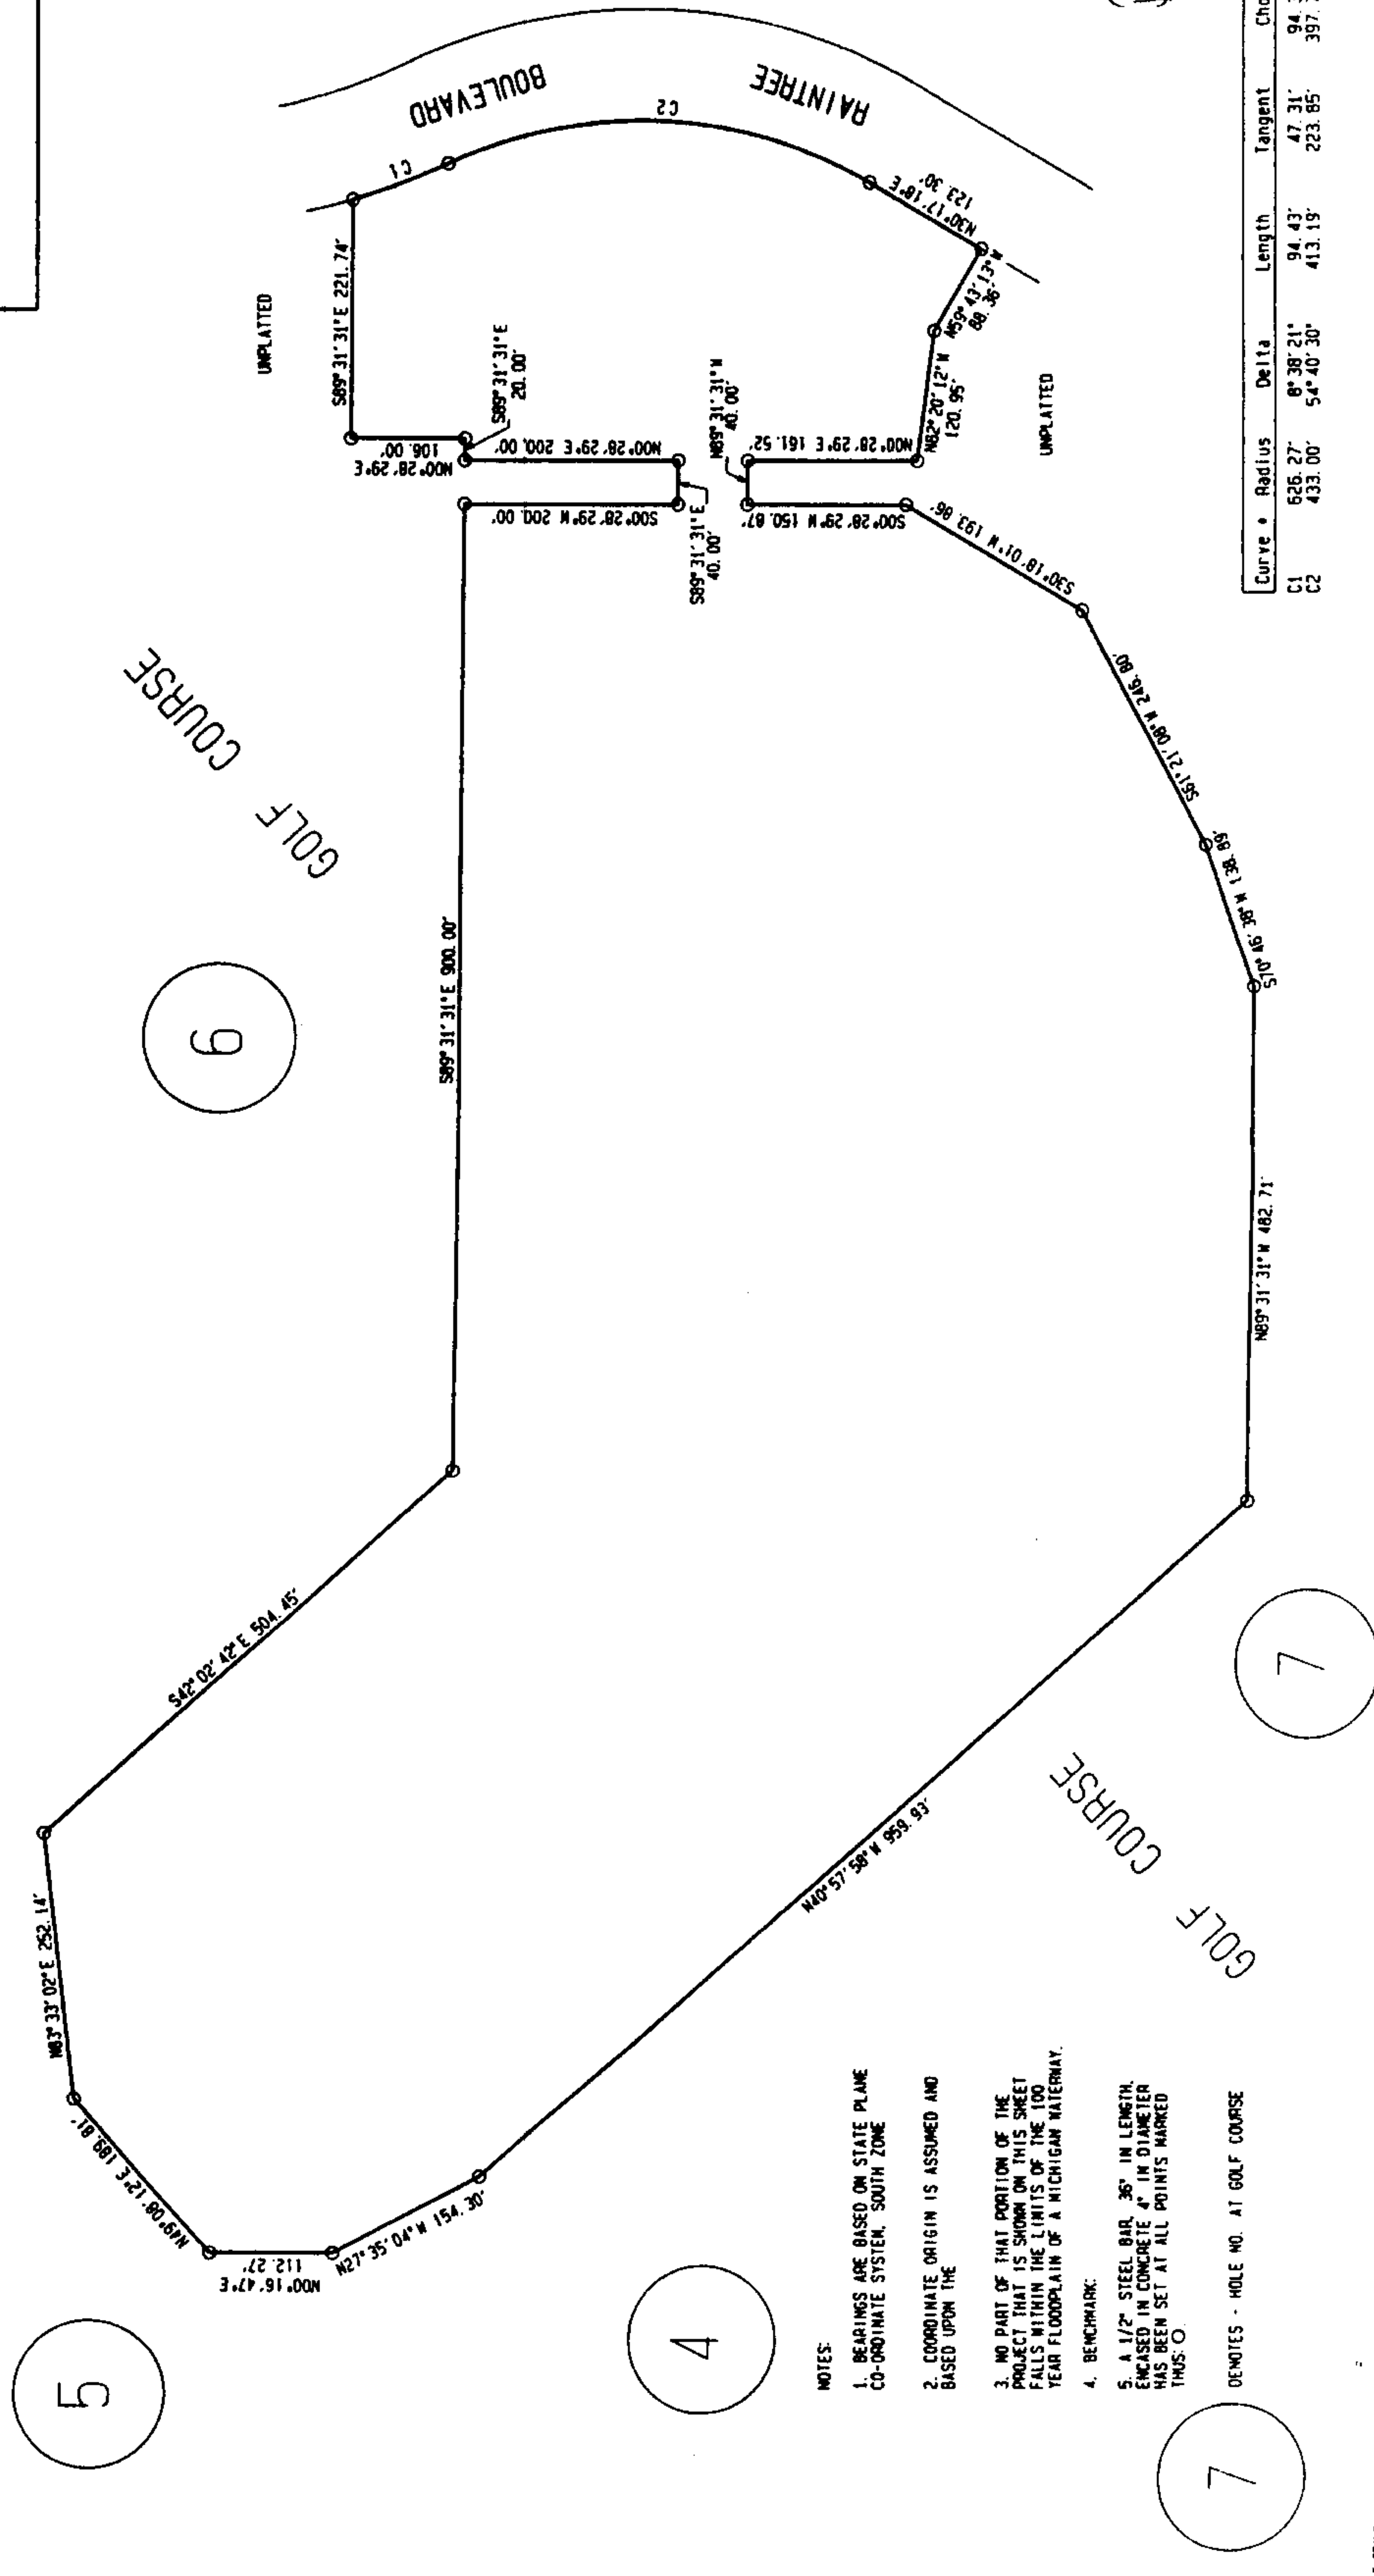 5
6
4
7
7
GOLF COURSE
GOLF COURSE
RAINTREE
BOULEVARD
UNPLATTED
UNPLATTED
C1
C2
N00°16'47"E
112.27'
N49°08'12"E 189.81'
N83°33'02"E 252.14'
S42°02'42"E 504.45'
S89°31'31"E 900.00'
S00°28'29"W 200.00'
S89°31'31"E
40.00'
N00°28'29"E 200.00'
S89°31'31"E
20.00'
N00°28'29"E
106.00'
S89°31'31"E 221.74'
N30°17'18"E
123.30'
N59°43'13"W
88.36'
N82°20'12"W
120.95'
N00°28'29"E 161.52'
N89°31'31"W
40.00'
S00°28'29"W 150.87'
S30°18'01"W 193.86'
S61°21'08"W 246.80'
S70°46'38"W 138.89'
N89°31'31"W 482.71'
N40°57'58"W 959.93'
N27°35'04"W 154.30'
NOTES:
1. BEARINGS ARE BASED ON STATE PLANE
CO-ORDINATE SYSTEM, SOUTH ZONE
2. COORDINATE ORIGIN IS ASSUMED AND
BASED UPON THE
3. NO PART OF THAT PORTION OF THE
PROJECT THAT IS SHOWN ON THIS SHEET
FALLS WITHIN THE LIMITS OF THE 100
YEAR FLOODPLAIN OF A MICHIGAN WATERWAY.
4. BENCHMARK:
5. A 1/2" STEEL BAR, 36" IN LENGTH,
ENCASED IN CONCRETE 4" IN DIAMETER
HAS BEEN SET AT ALL POINTS MARKED
THUS: O
DENOTES - HOLE NO. AT GOLF COURSE
Curve # Radius Delta Length Tangent Cho
C1 626.27' 8°38'21" 94.43' 47.31' 94.
C2 433.00' 54°40'30" 413.19' 223.85' 397.